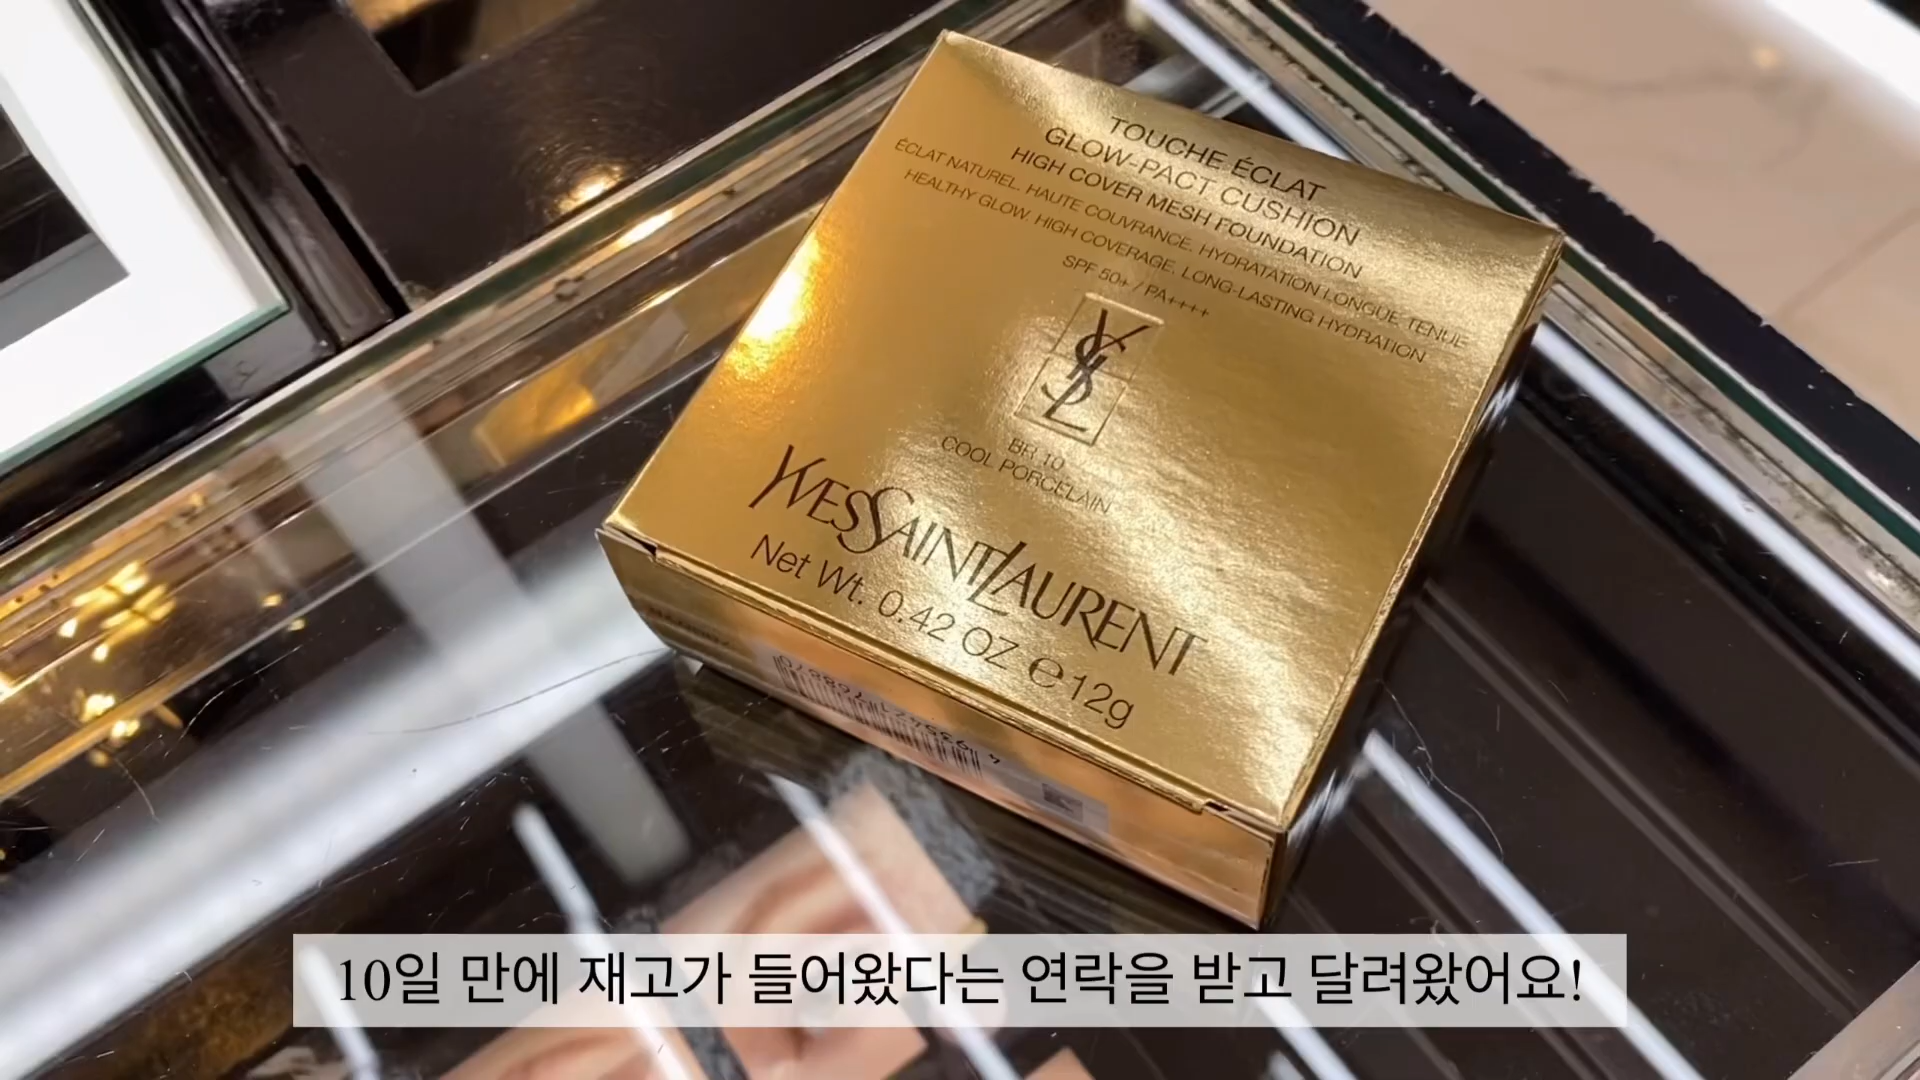 TOUCHE ÉCLAT
GLOW-PACT CUSHION
HIGH COVER MESH FOUNDATION
ÉCLAT NATUREL. HAUTE COUVRANCE. HYDRATATION LONGUE TENUE
HEALTHY GLOW. HIGH COVERAGE. LONG-LASTING HYDRATION
SPF 50+ / PA++++
YSL
BR 10
COOL PORCELAIN
YVESSAINTLAURENT
Net Wt. 0.42 OZ ℮12g
10일 만에 재고가 들어왔다는 연락을 받고 달려왔어요!